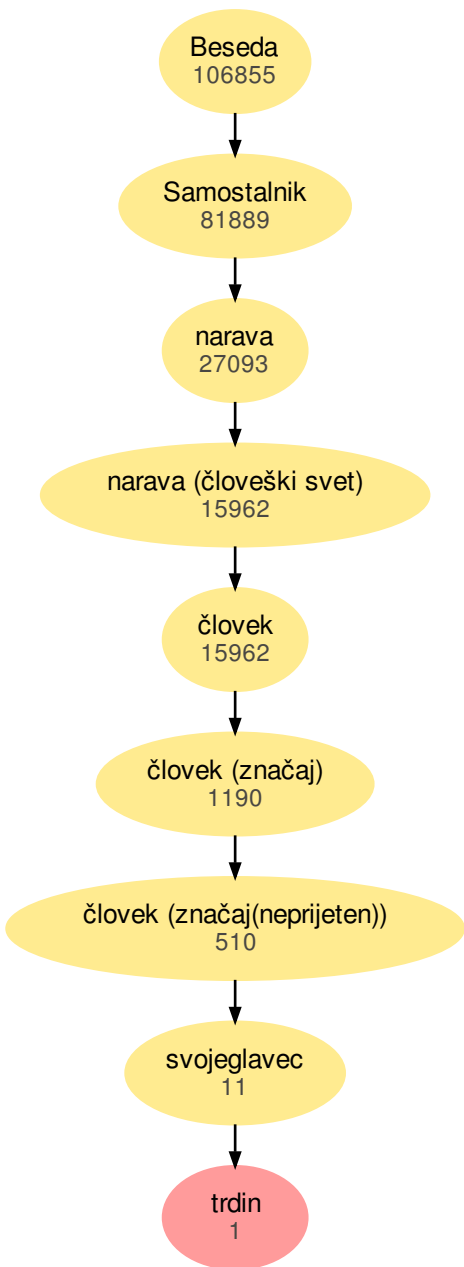 Beseda
106855
Samostalnik
81889
narava
27093
narava (človeški svet)
15962
človek
15962
človek (značaj)
1190
človek (značaj(neprijeten))
510
svojeglavec
11
trdin
1